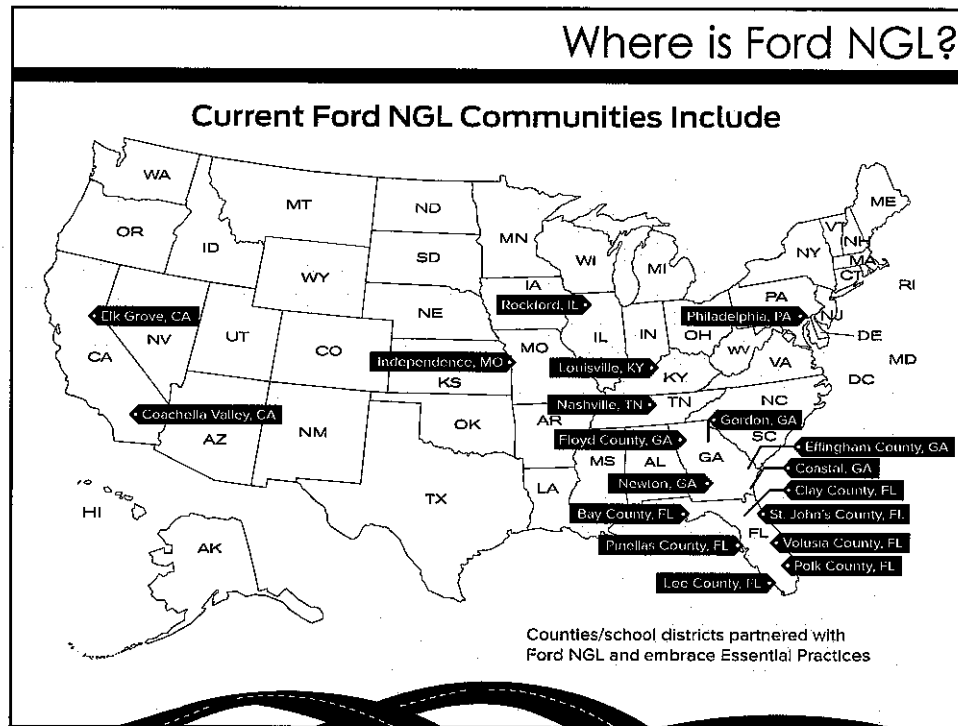 Where is Ford NGL?
Current Ford NGL Communities Include
WA
MT
ND
MN
ME
OR
ID
SD
WI
MI
NY
VT
NH
MA
CT
RI
WY
IA
NE
Rockford, IL
PA
Philadelphia, PA
NJ
Elk Grove, CA
NV
UT
CO
CA
IL
IN
OH
WV
DE
MD
VA
DC
Independence, MO
MO
KS
Louisville, KY
KY
Coachella Valley, CA
AZ
NM
OK
AR
Nashville, TN
TN
NC
Gordon, GA
SC
Floyd County, GA
GA
Effingham County, GA
MS
AL
Newton, GA
Coastal, GA
TX
LA
Clay County, FL
Bay County, FL
St. John's County, FL
FL
Pinellas County, FL
Volusia County, FL
Polk County, FL
Lee County, FL
HI
AK
Counties/school districts partnered with
Ford NGL and embrace Essential Practices